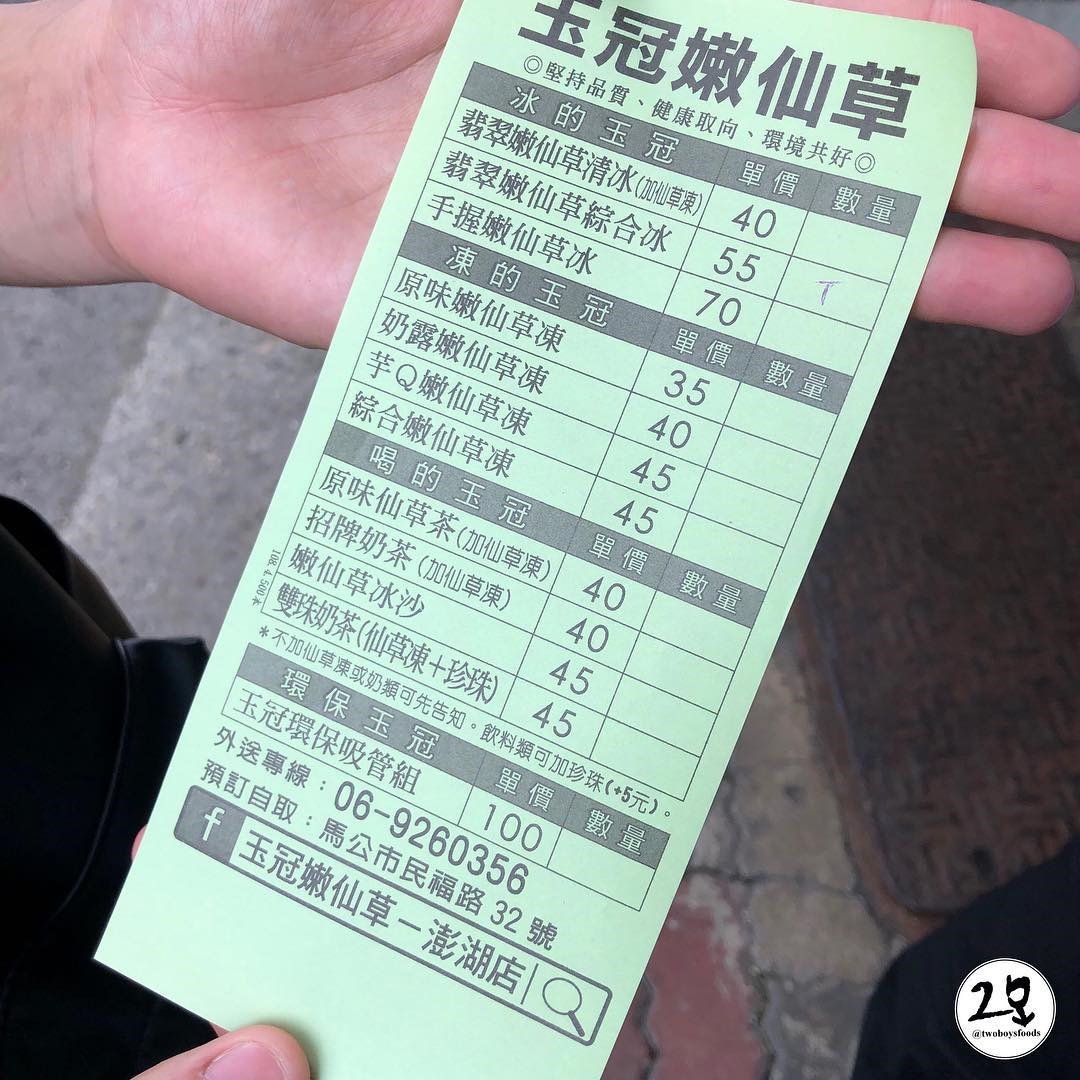 玉冠嫩仙草
◎堅持品質、健康取向、環境共好◎
冰的玉冠 單價 數量
翡翠嫩仙草清冰(加仙草凍) 40
翡翠嫩仙草綜合冰 55
手握嫩仙草冰 70
凍的玉冠 單價 數量
原味嫩仙草凍 35
奶露嫩仙草凍 40
芋Q嫩仙草凍 45
綜合嫩仙草凍 45
喝的玉冠 單價 數量
原味仙草茶(加仙草凍) 40
招牌奶茶(加仙草凍) 40
嫩仙草冰沙 45
雙珠奶茶(仙草凍+珍珠) 45
*不加仙草凍或奶類可先告知。飲料類可加珍珠(+5元)。
環保玉冠 單價 數量
玉冠環保吸管組 100
外送專線:06-9260356
預訂自取:馬公市民福路32號
f 玉冠嫩仙草－澎湖店
108.4.500本
2足
@twoboysfoods